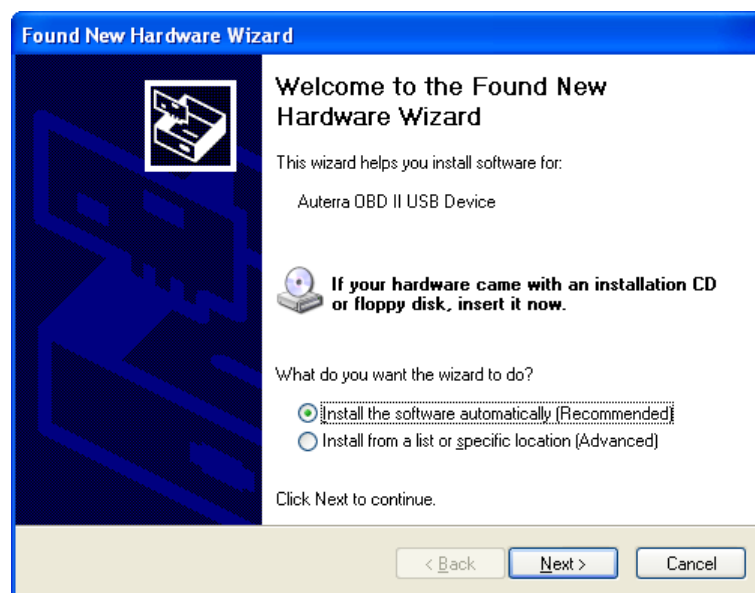 Found New Hardware Wizard
Welcome to the Found New
Hardware Wizard
This wizard helps you install software for:
Auterra OBD II USB Device
If your hardware came with an installation CD
or floppy disk, insert it now.
What do you want the wizard to do?
Install the software automatically (Recommended)
Install from a list or specific location (Advanced)
Click Next to continue.
< Back Next > Cancel